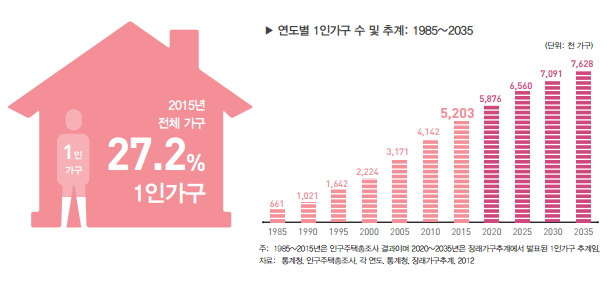 2015년
전체 가구
27.2%
1인가구
1인
가구
▶ 연도별 1인가구 수 및 추계: 1985~2035
(단위: 천 가구)
661 1,021 1,642 2,224 3,171 4,142 5,203 5,876 6,560 7,091 7,628
1985 1990 1995 2000 2005 2010 2015 2020 2025 2030 2035
주: 1985~2015년은 인구주택총조사 결과이며 2020~2035년은 장래가구추계에서 발표된 1인가구 추계임.
자료: 통계청, 인구주택총조사, 각 연도, 통계청, 장래가구추계, 2012